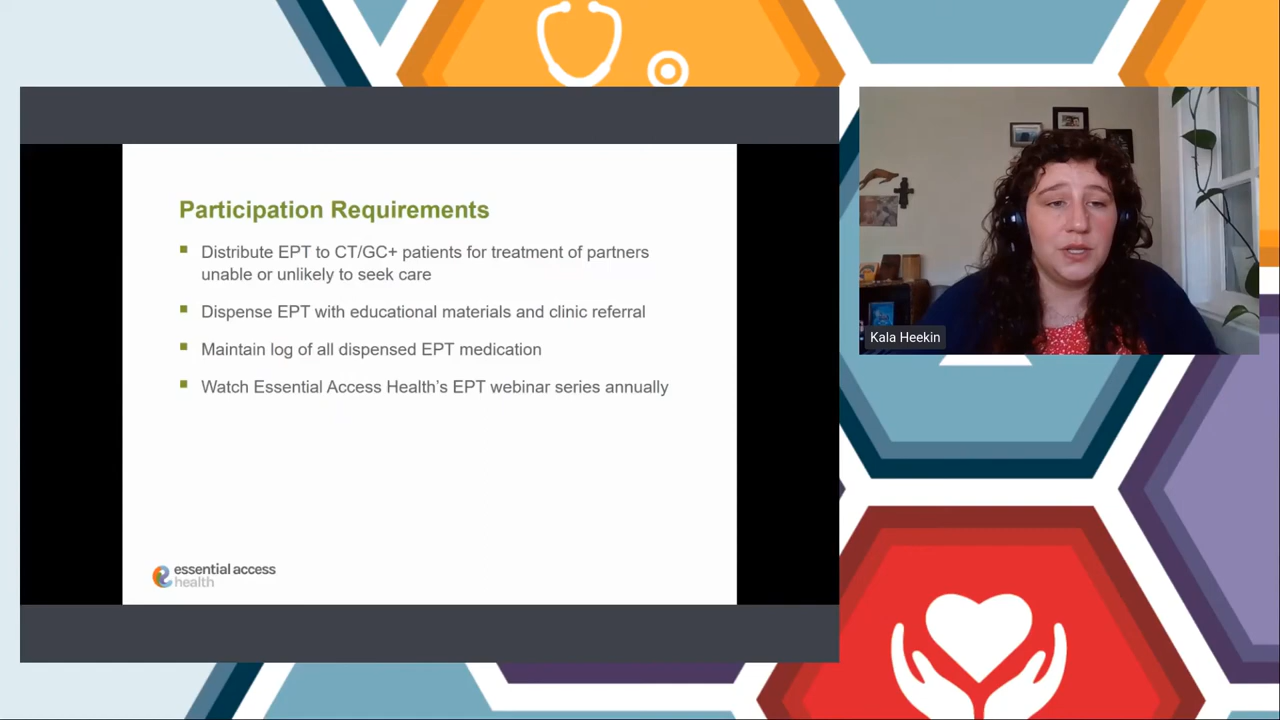 Participation Requirements
Distribute EPT to CT/GC+ patients for treatment of partners
unable or unlikely to seek care
Dispense EPT with educational materials and clinic referral
Maintain log of all dispensed EPT medication
Watch Essential Access Health's EPT webinar series annually
essential access
health
Kala Heekin